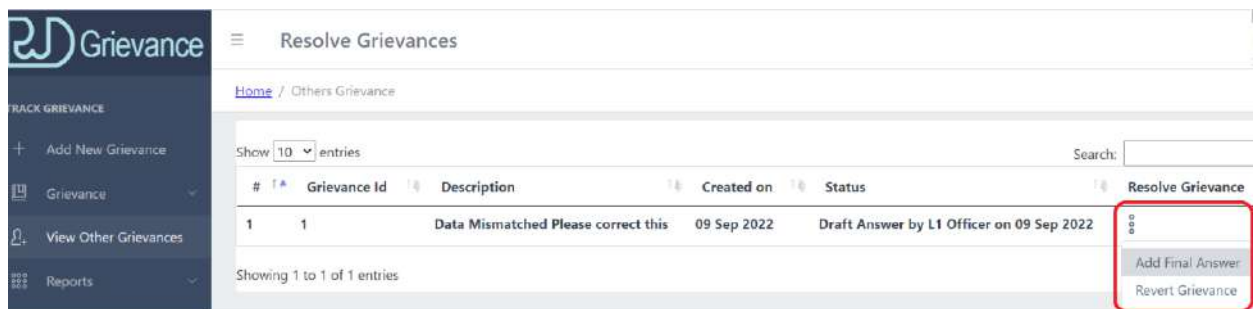 Grievance
Resolve Grievances
Home / Others Grievance
TRACK GRIEVANCE
Add New Grievance
Grievance
View Other Grievances
Reports
Show 10 entries
Search:
# Grievance Id Description Created on Status Resolve Grievance
1 1 Data Mismatched Please correct this 09 Sep 2022 Draft Answer by L1 Officer on 09 Sep 2022
Add Final Answer
Revert Grievance
Showing 1 to 1 of 1 entries